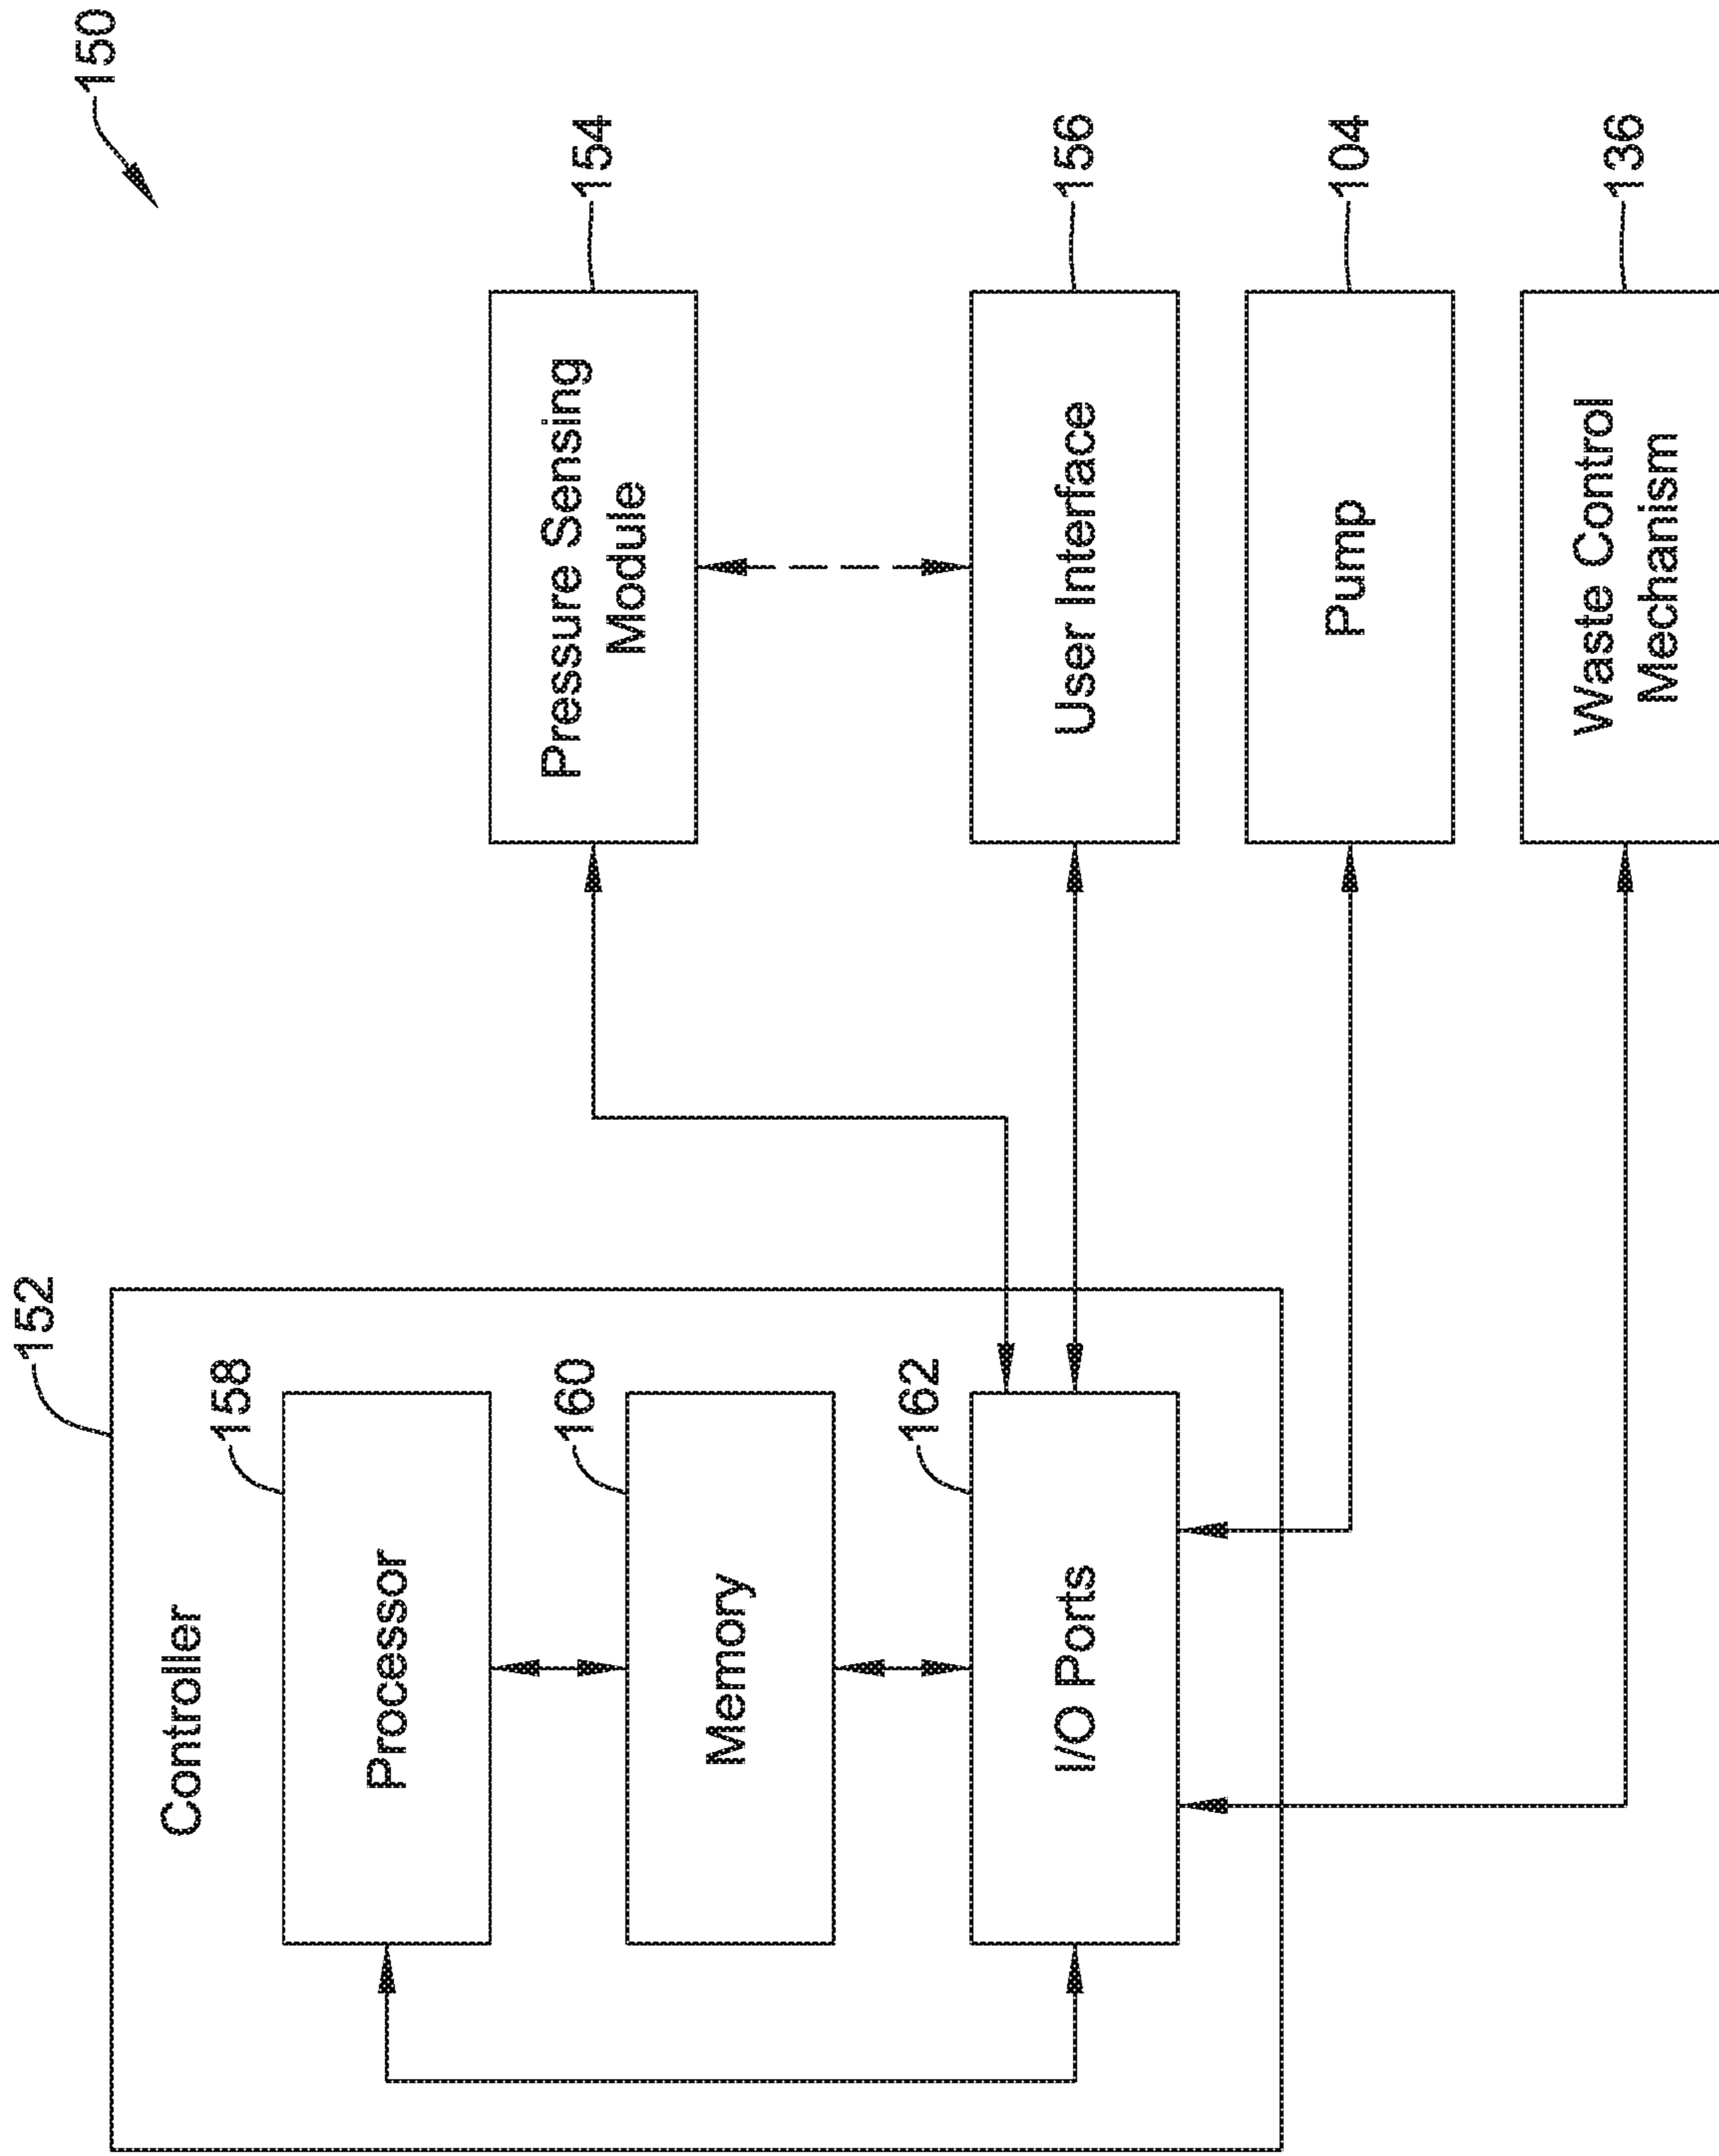 150
152
Controller
158
Processor
160
Memory
162
I/O Ports
154
Pressure Sensing
Module
156
User Interface
104
Pump
136
Waste Control
Mechanism